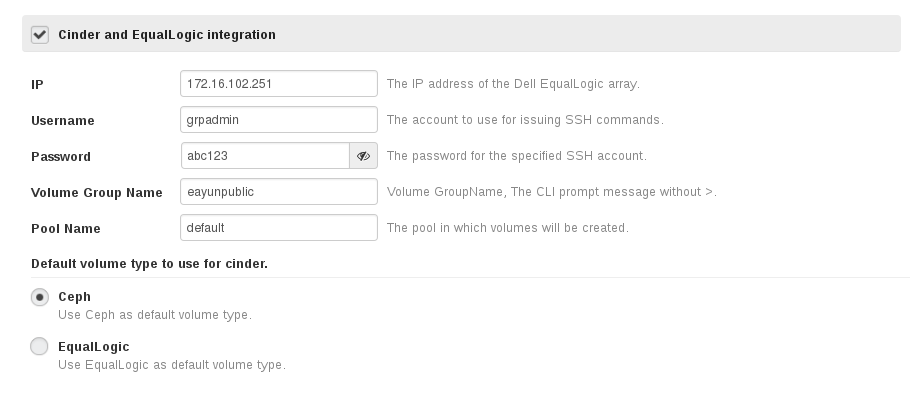 Cinder and EqualLogic integration
IP 172.16.102.251 The IP address of the Dell EqualLogic array.
Username grpadmin The account to use for issuing SSH commands.
Password abc123 The password for the specified SSH account.
Volume Group Name eayunpublic Volume GroupName, The CLI prompt message without >.
Pool Name default The pool in which volumes will be created.
Default volume type to use for cinder.
Ceph
Use Ceph as default volume type.
EqualLogic
Use EqualLogic as default volume type.